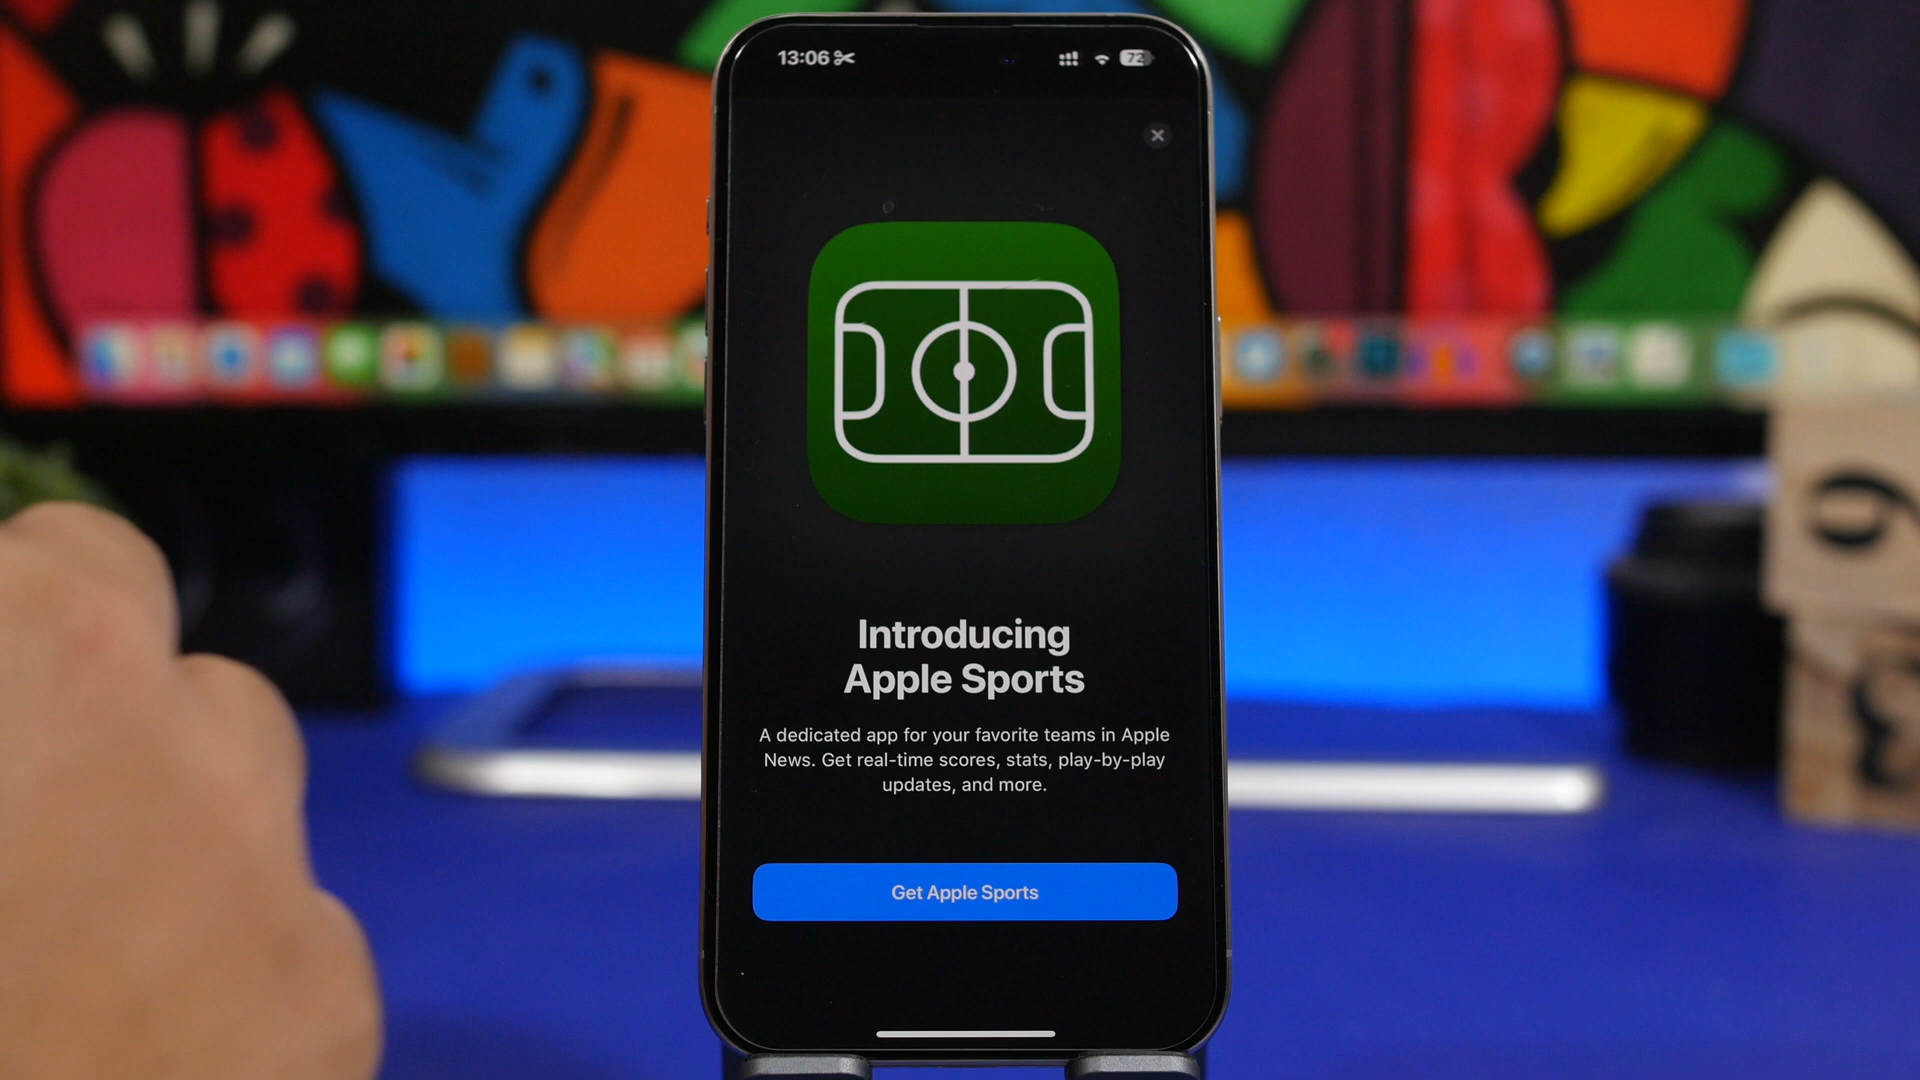 13:06
72
Introducing
Apple Sports
A dedicated app for your favorite teams in Apple
News. Get real-time scores, stats, play-by-play
updates, and more.
Get Apple Sports